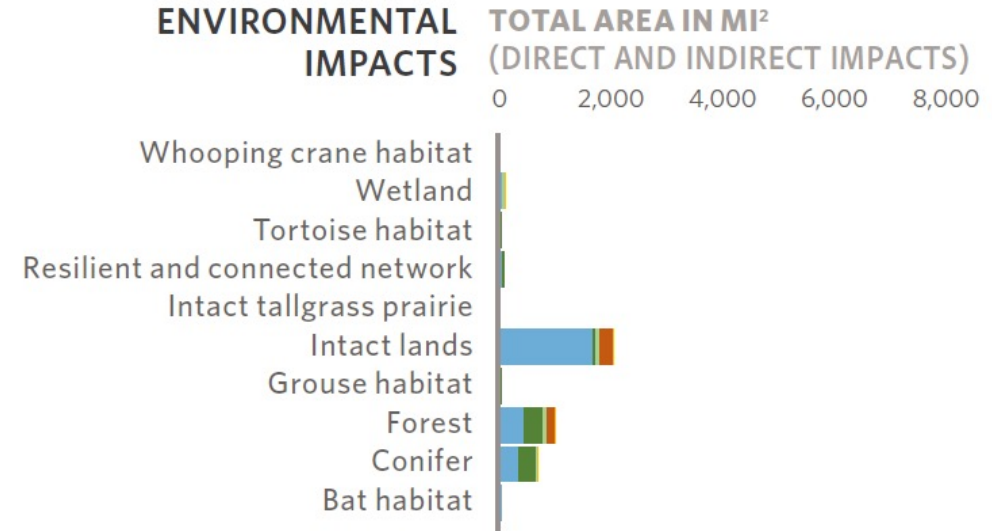 ENVIRONMENTAL IMPACTS
TOTAL AREA IN MI²
(DIRECT AND INDIRECT IMPACTS)
0 2,000 4,000 6,000 8,000
Whooping crane habitat
Wetland
Tortoise habitat
Resilient and connected network
Intact tallgrass prairie
Intact lands
Grouse habitat
Forest
Conifer
Bat habitat